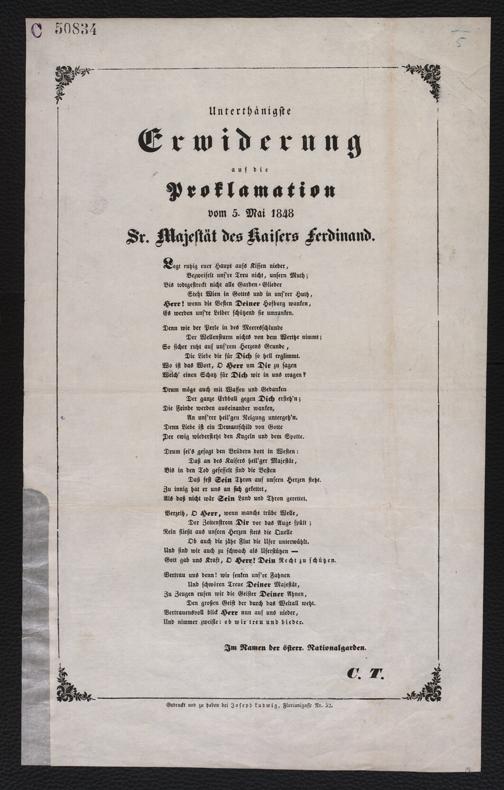 C 50834
5
Unterthänigste
Erwiderung
auf die
Proklamation
vom 5. Mai 1848
Sr. Majestät des Kaisers Ferdinand.
Legt ruhig euer Haupt aufs Kissen nieder,
Bezweifelt uns're Treu nicht, unsern Muth;
Bis todtgestreckt nicht alle Garden-Glieder
Steht Wien in Gottes und in uns'rer Huth,
Herr! wenn die Besten Deiner Hofburg wanken,
Es werden uns're Leiber schützend sie umranken.
Denn wie der Perle in des Meeresschlunde
Der Wellensturm nichts von dem Werthe nimmt;
So sicher ruht auf uns'rem Herzens Grunde,
Die Liebe die für Dich so hell erglimmt.
Wo ist das Wort, O Herr um Dir zu sagen
Welch' einen Schatz für Dich wir in uns tragen?
Drum möge auch mit Waffen und Gedanken
Der ganze Erdball gegen Dich ersteh'n;
Die Feinde werden auseinander wanken,
An uns'rer heil'gen Neigung untergeh'n.
Denn Liebe ist ein Demantschild von Gotte
Der ewig wiedersteht den Kugeln und dem Spotte.
Drum sei's gesagt den Brüdern dort in Westen:
Daß an des Kaisers heil'ger Majestät,
Bis in den Tod gefesselt sind die Besten
Daß fest Sein Thron auf unsern Herzen steht.
Zu innig hat er uns an sich gekettet,
Als daß nicht wär Sein Land und Thron gerettet.
Verzeih, O Herr, wenn manche trübe Welle,
Der Zeitenstrom Dir vor das Auge spült;
Rein fließt aus unsren Herzen stets die Quelle
Ob auch die jähe Flut die Ufer unterwühlt.
Und sind wir auch zu schwach als Uferstützen —
Gott gab uns Kraft, O Herr! Dein Recht zu schützen.
Vertrau uns denn! wir senken uns're Fahnen
Und schwören Treue Deiner Majestät,
Zu Zeugen rufen wir die Geister Deiner Ahnen,
Den großen Geist der durch das Weltall weht.
Vertrauensvoll blick Herr nun auf uns nieder,
Und nimmer zweifle: ob wir treu und bieder.
Im Namen der österr. Nationalgarden.
C. T.
Gedruckt und zu haben bei Joseph Ludwig, Florianigasse Nr. 52.